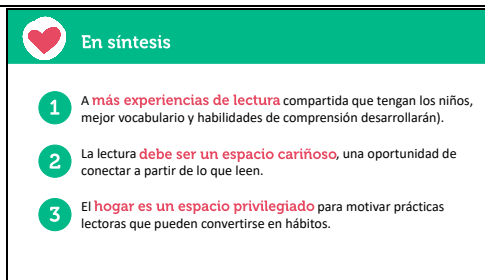 En síntesis
1
A más experiencias de lectura compartida que tengan los niños,
mejor vocabulario y habilidades de comprensión desarrollarán).
2
La lectura debe ser un espacio cariñoso, una oportunidad de
conectar a partir de lo que leen.
3
El hogar es un espacio privilegiado para motivar prácticas
lectoras que pueden convertirse en hábitos.